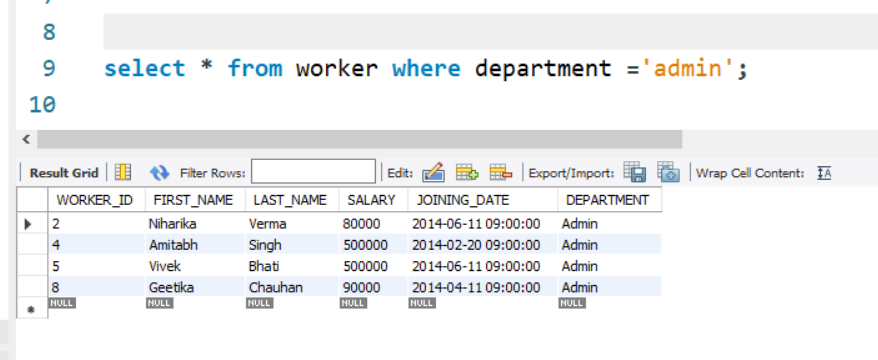 8
9 select * from worker where department ='admin';
10
Result Grid Filter Rows: Edit: Export/Import: Wrap Cell Content:
WORKER_ID FIRST_NAME LAST_NAME SALARY JOINING_DATE DEPARTMENT
2 Niharika Verma 80000 2014-06-11 09:00:00 Admin
4 Amitabh Singh 500000 2014-02-20 09:00:00 Admin
5 Vivek Bhati 500000 2014-06-11 09:00:00 Admin
8 Geetika Chauhan 90000 2014-04-11 09:00:00 Admin
NULL NULL NULL NULL NULL NULL